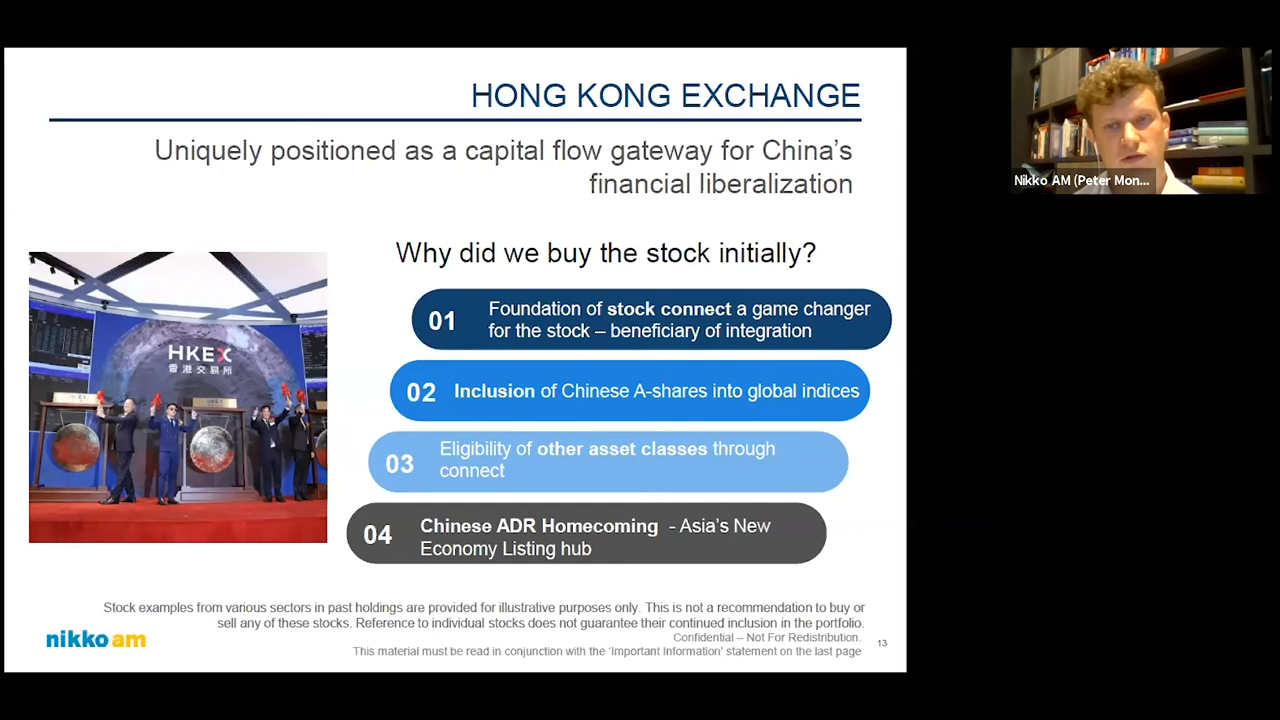 HONG KONG EXCHANGE
Uniquely positioned as a capital flow gateway for China's
financial liberalization
Why did we buy the stock initially?
01
Foundation of stock connect a game changer
for the stock – beneficiary of integration
02
Inclusion of Chinese A-shares into global indices
03
Eligibility of other asset classes through
connect
04
Chinese ADR Homecoming - Asia's New
Economy Listing hub
HKEX
香港交易所
Stock examples from various sectors in past holdings are provided for illustrative purposes only. This is not a recommendation to buy or
sell any of these stocks. Reference to individual stocks does not guarantee their continued inclusion in the portfolio.
Confidential – Not For Redistribution.
This material must be read in conjunction with the 'Important Information' statement on the last page
13
nikko am
Nikko AM (Peter Mon...